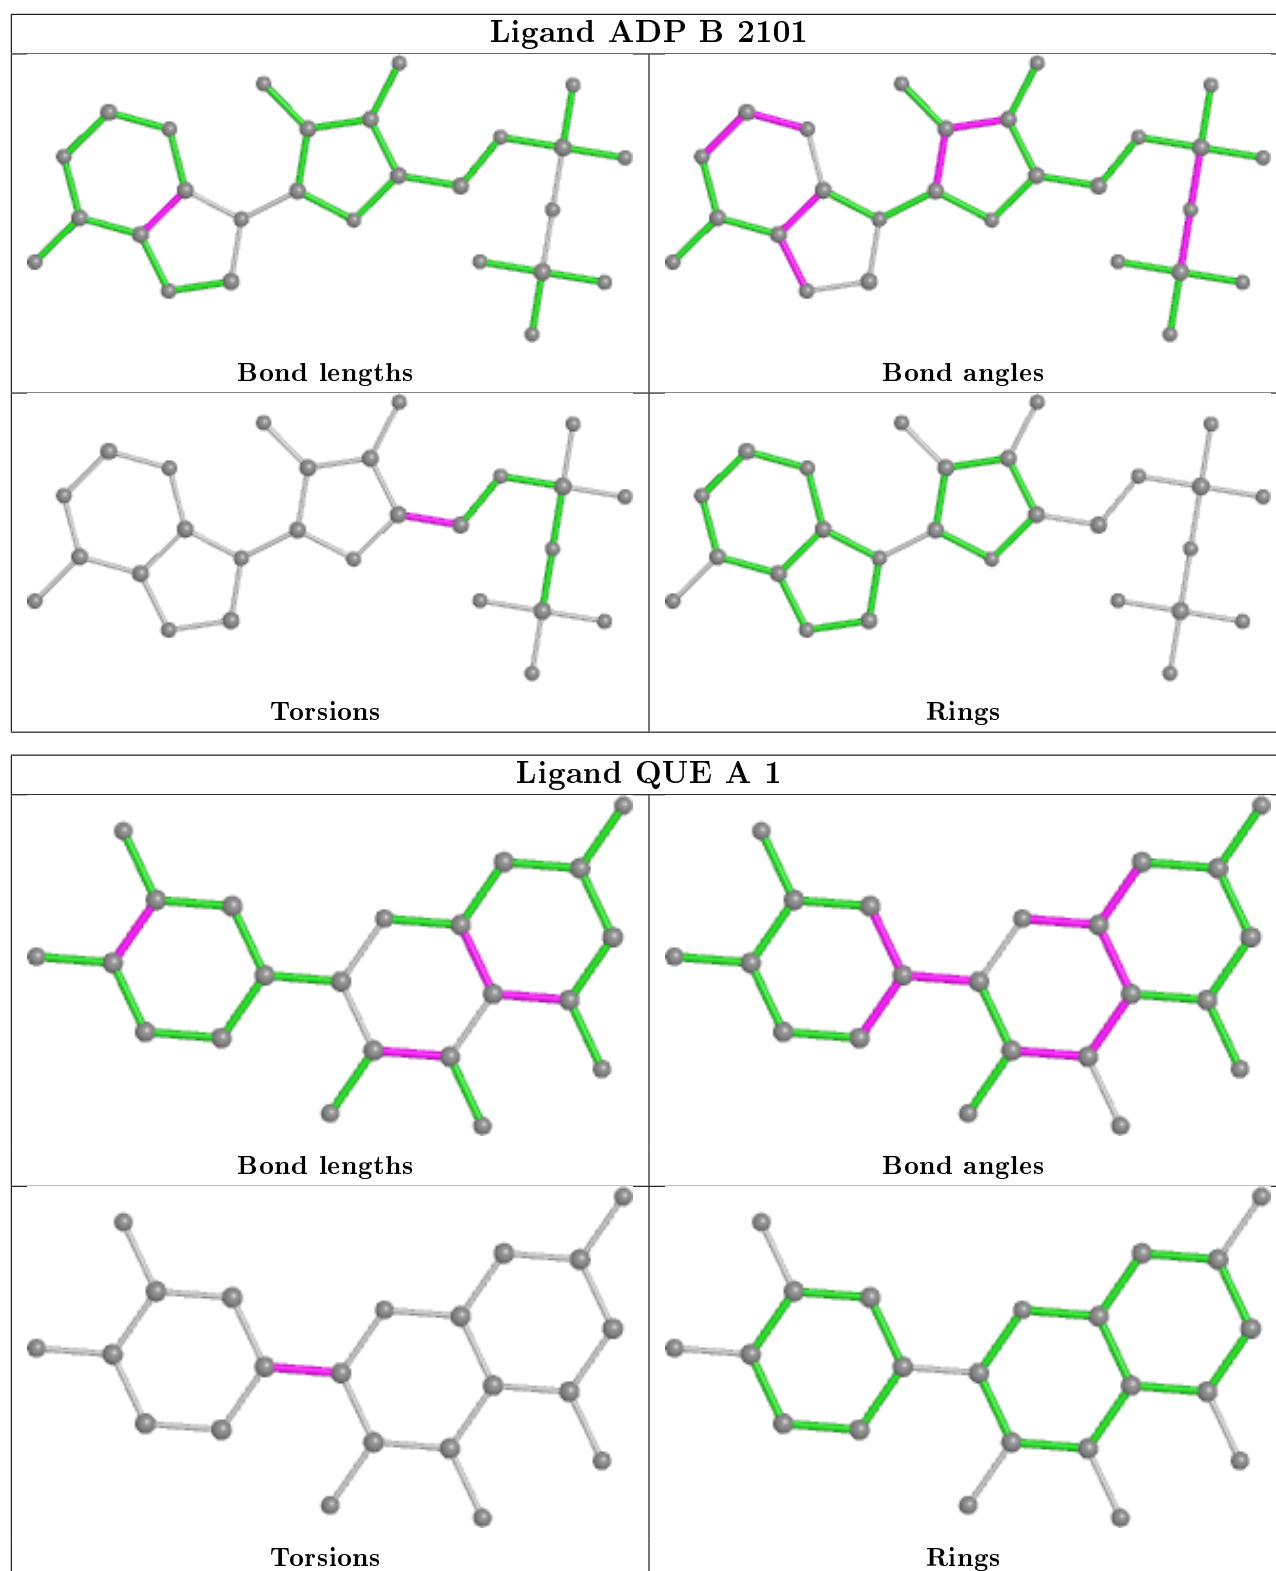 Ligand ADP B 2101
Bond lengths
Bond angles
Torsions
Rings
Ligand QUE A 1
Bond lengths
Bond angles
Torsions
Rings